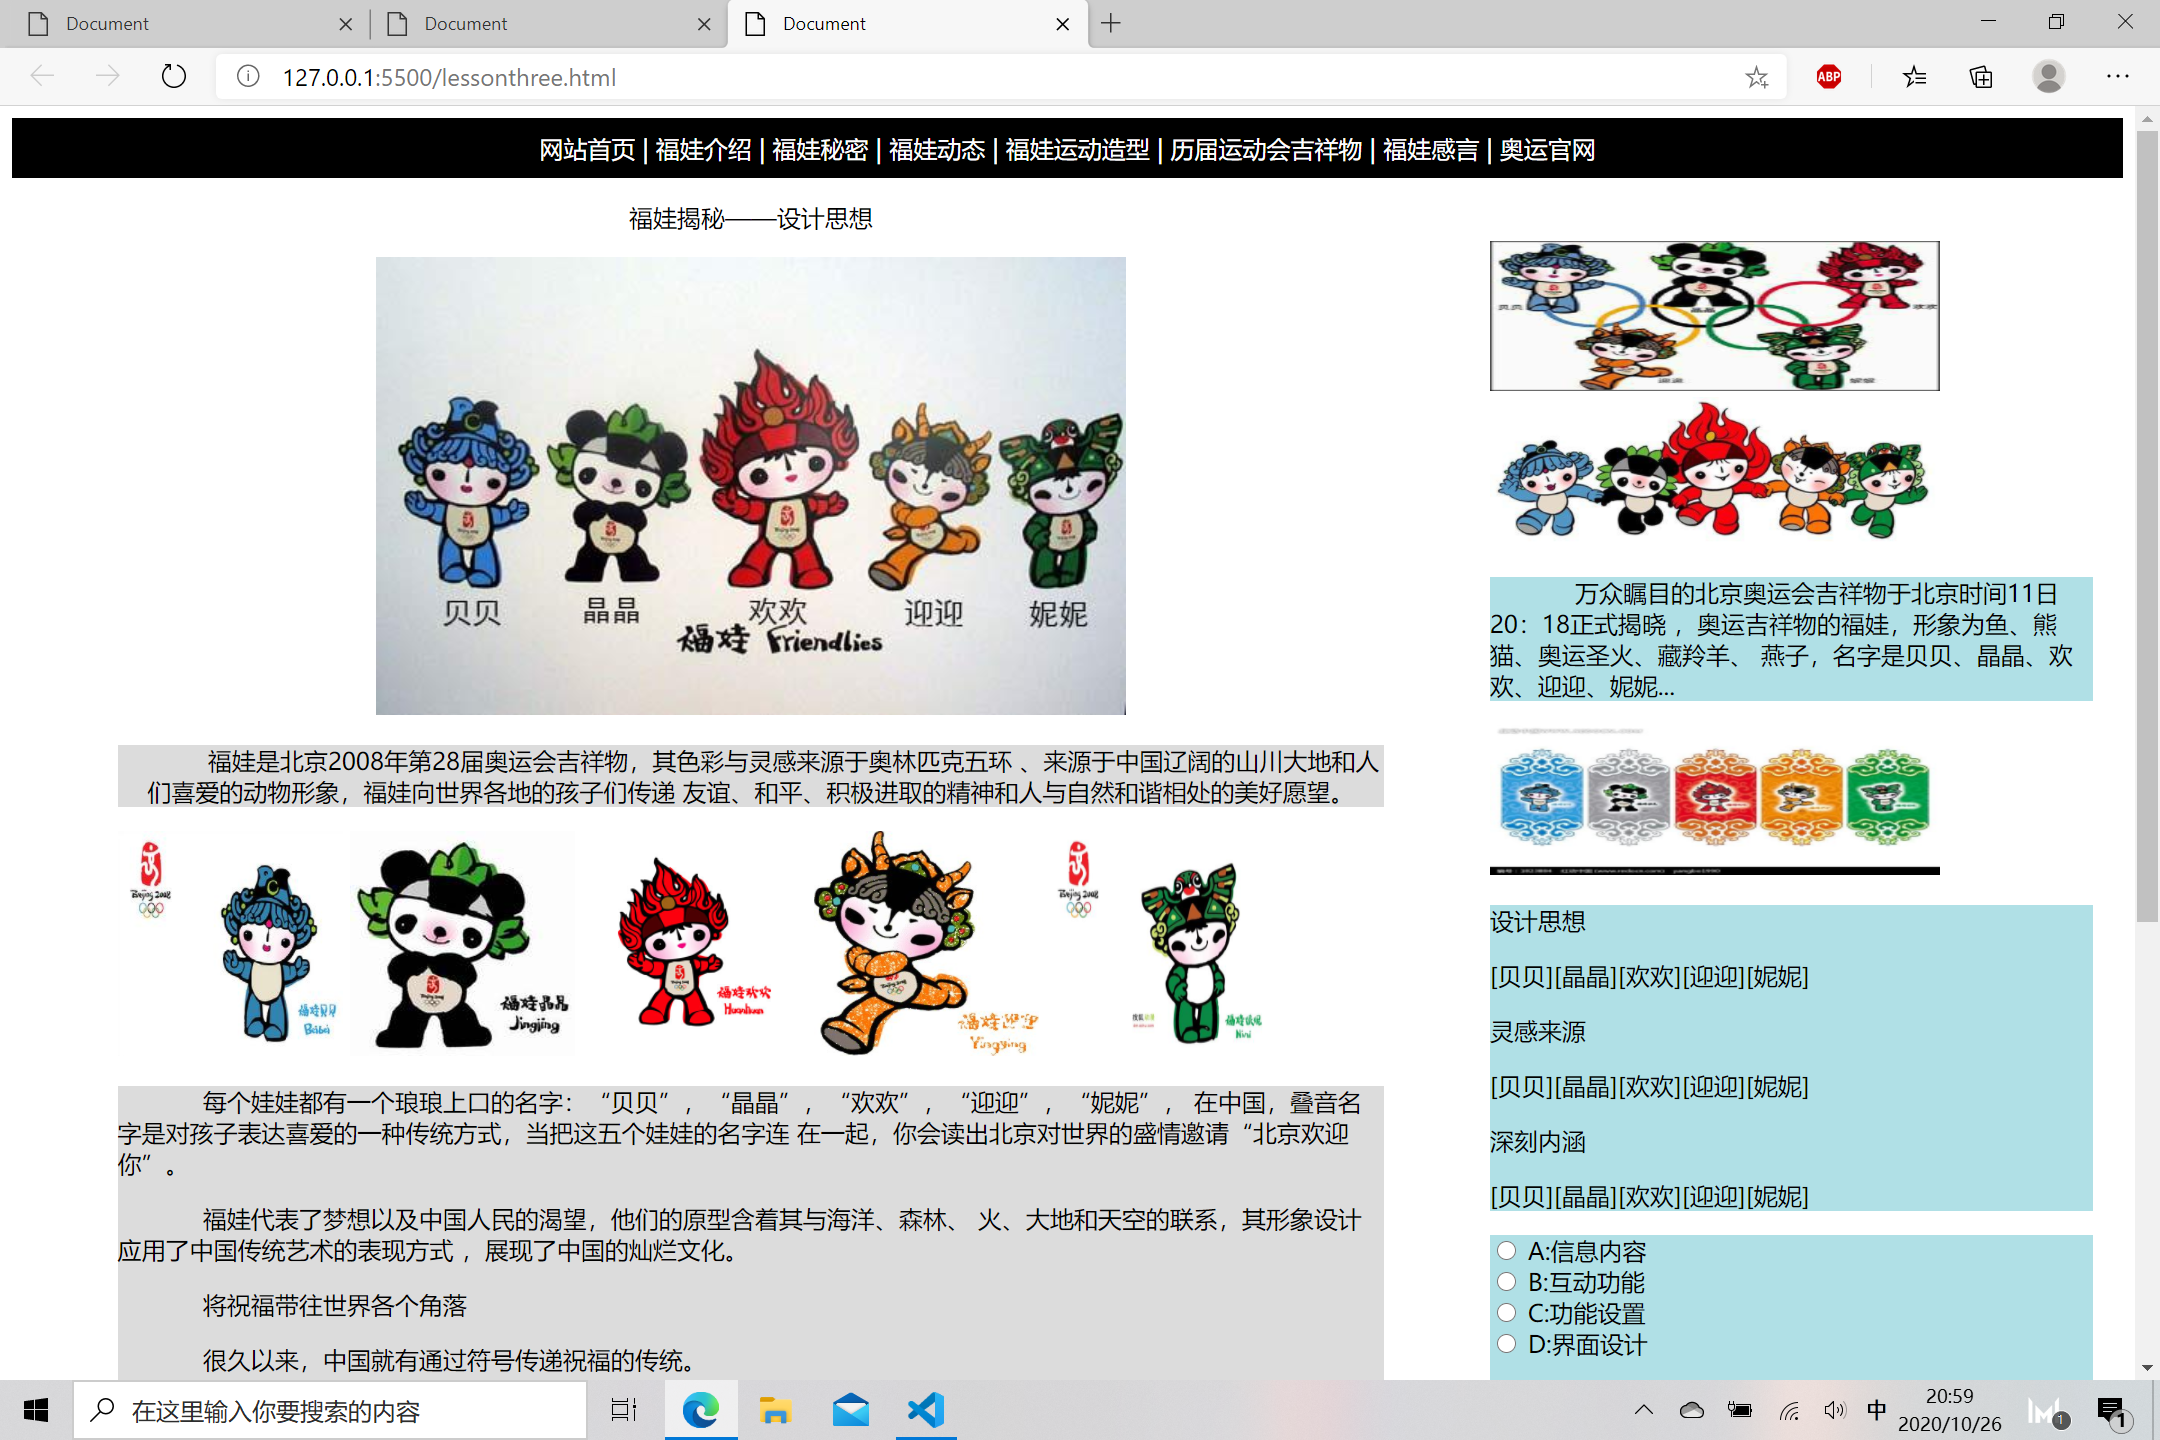 Document
Document
Document
127.0.0.1:5500/lessonthree.html
ABP
网站首页 | 福娃介绍 | 福娃秘密 | 福娃动态 | 福娃运动造型 | 历届运动会吉祥物 | 福娃感言 | 奥运官网
福娃揭秘——设计思想
贝贝
晶晶
欢欢
迎迎
妮妮
福娃 Friendlies
福娃是北京2008年第28届奥运会吉祥物，其色彩与灵感来源于奥林匹克五环 、来源于中国辽阔的山川大地和人
们喜爱的动物形象，福娃向世界各地的孩子们传递 友谊、和平、积极进取的精神和人与自然和谐相处的美好愿望。
Beijing 2008
福娃贝贝
Béibèi
福娃晶晶
Jingjing
福娃欢欢
Huanhuan
福娃迎迎
Yingying
Beijing 2008
福娃妮妮
Nini
每个娃娃都有一个琅琅上口的名字：“贝贝”，“晶晶”，“欢欢”，“迎迎”，“妮妮”， 在中国，叠音名
字是对孩子表达喜爱的一种传统方式，当把这五个娃娃的名字连 在一起，你会读出北京对世界的盛情邀请“北京欢迎
你”。
福娃代表了梦想以及中国人民的渴望，他们的原型含着其与海洋、森林、 火、大地和天空的联系，其形象设计
应用了中国传统艺术的表现方式 ，展现了中国的灿烂文化。
将祝福带往世界各个角落
很久以来，中国就有通过符号传递祝福的传统。
贝贝
晶晶
欢欢
万众瞩目的北京奥运会吉祥物于北京时间11日
20：18正式揭晓 ，奥运吉祥物的福娃，形象为鱼、熊
猫、奥运圣火、藏羚羊、 燕子，名字是贝贝、晶晶、欢
欢、迎迎、妮妮...
设计思想
[贝贝][晶晶][欢欢][迎迎][妮妮]
灵感来源
[贝贝][晶晶][欢欢][迎迎][妮妮]
深刻内涵
[贝贝][晶晶][欢欢][迎迎][妮妮]
A:信息内容
B:互动功能
C:功能设置
D:界面设计
在这里输入你要搜索的内容
中
20:59
2020/10/26
1
1